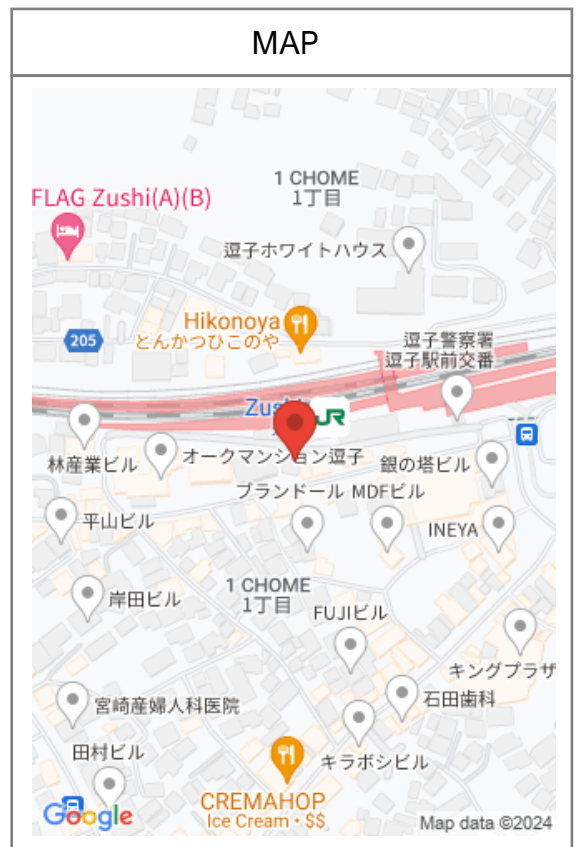 MAP
1 CHOME
1丁目
FLAG Zushi(A)(B)
逗子ホワイトハウス
Hikonoya
とんかつひこのや
205
逗子警察署
逗子駅前交番
JR
林産業ビル
オークマンション逗子
銀の塔ビル
ブランドール
MDFビル
平山ビル
INEYA
1 CHOME
1丁目
岸田ビル
FUJIビル
キングプラザ
石田歯科
宮崎産婦人科医院
田村ビル
キラボシビル
CREMAHOP
Ice Cream • $$
Google
Map data ©2024